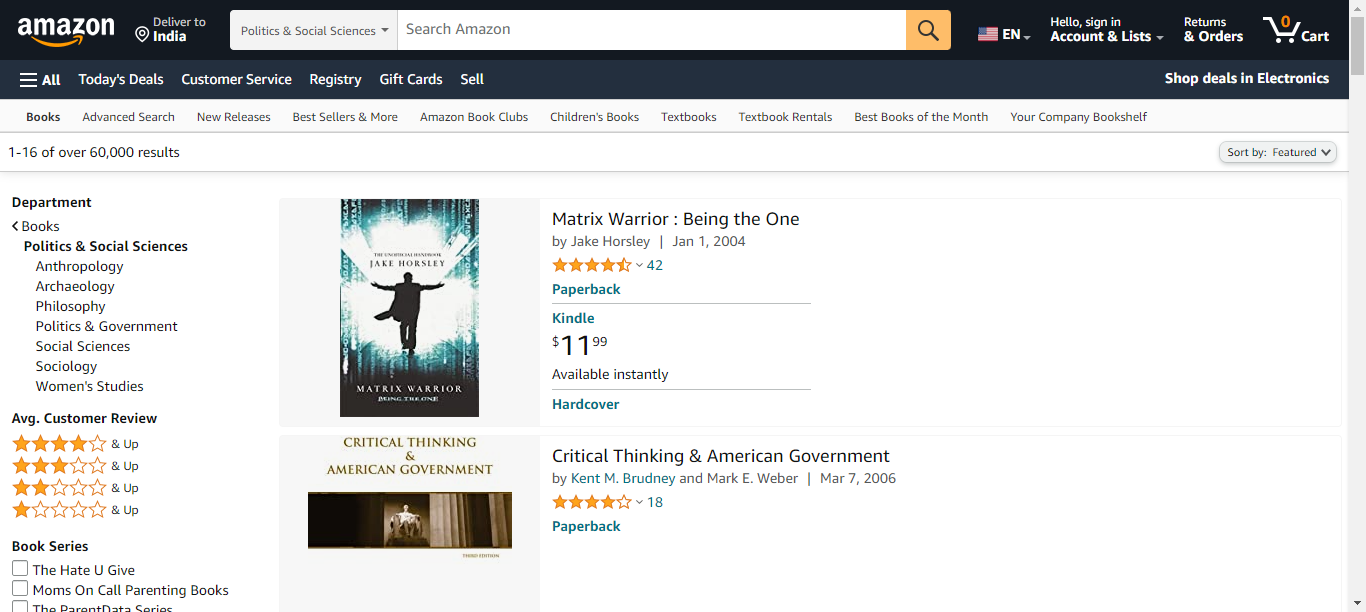 amazon
Deliver to
India
Politics & Social Sciences
Search Amazon
EN
Hello, sign in
Account & Lists
Returns
& Orders
0
Cart
All
Today's Deals
Customer Service
Registry
Gift Cards
Sell
Shop deals in Electronics
Books
Advanced Search
New Releases
Best Sellers & More
Amazon Book Clubs
Children's Books
Textbooks
Textbook Rentals
Best Books of the Month
Your Company Bookshelf
1-16 of over 60,000 results
Sort by: Featured
Department
Books
Politics & Social Sciences
Anthropology
Archaeology
Philosophy
Politics & Government
Social Sciences
Sociology
Women's Studies
Avg. Customer Review
& Up
& Up
& Up
& Up
Book Series
The Hate U Give
Moms On Call Parenting Books
The ParentData Series
THE UNOFFICIAL HANDBOOK
JAKE HORSLEY
MATRIX WARRIOR
BEING THE ONE
Matrix Warrior : Being the One
by Jake Horsley | Jan 1, 2004
42
Paperback
Kindle
$11 99
Available instantly
Hardcover
CRITICAL THINKING
&
AMERICAN GOVERNMENT
THIRD EDITION
Critical Thinking & American Government
by Kent M. Brudney and Mark E. Weber | Mar 7, 2006
18
Paperback